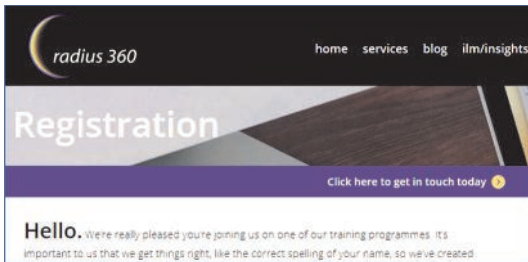 radius 360
home services blog ilm/insights
Registration
Click here to get in touch today
Hello. We're really pleased you're joining us on one of our training programmes. It's
important to us that we get things right, like the correct spelling of your name, so we've created